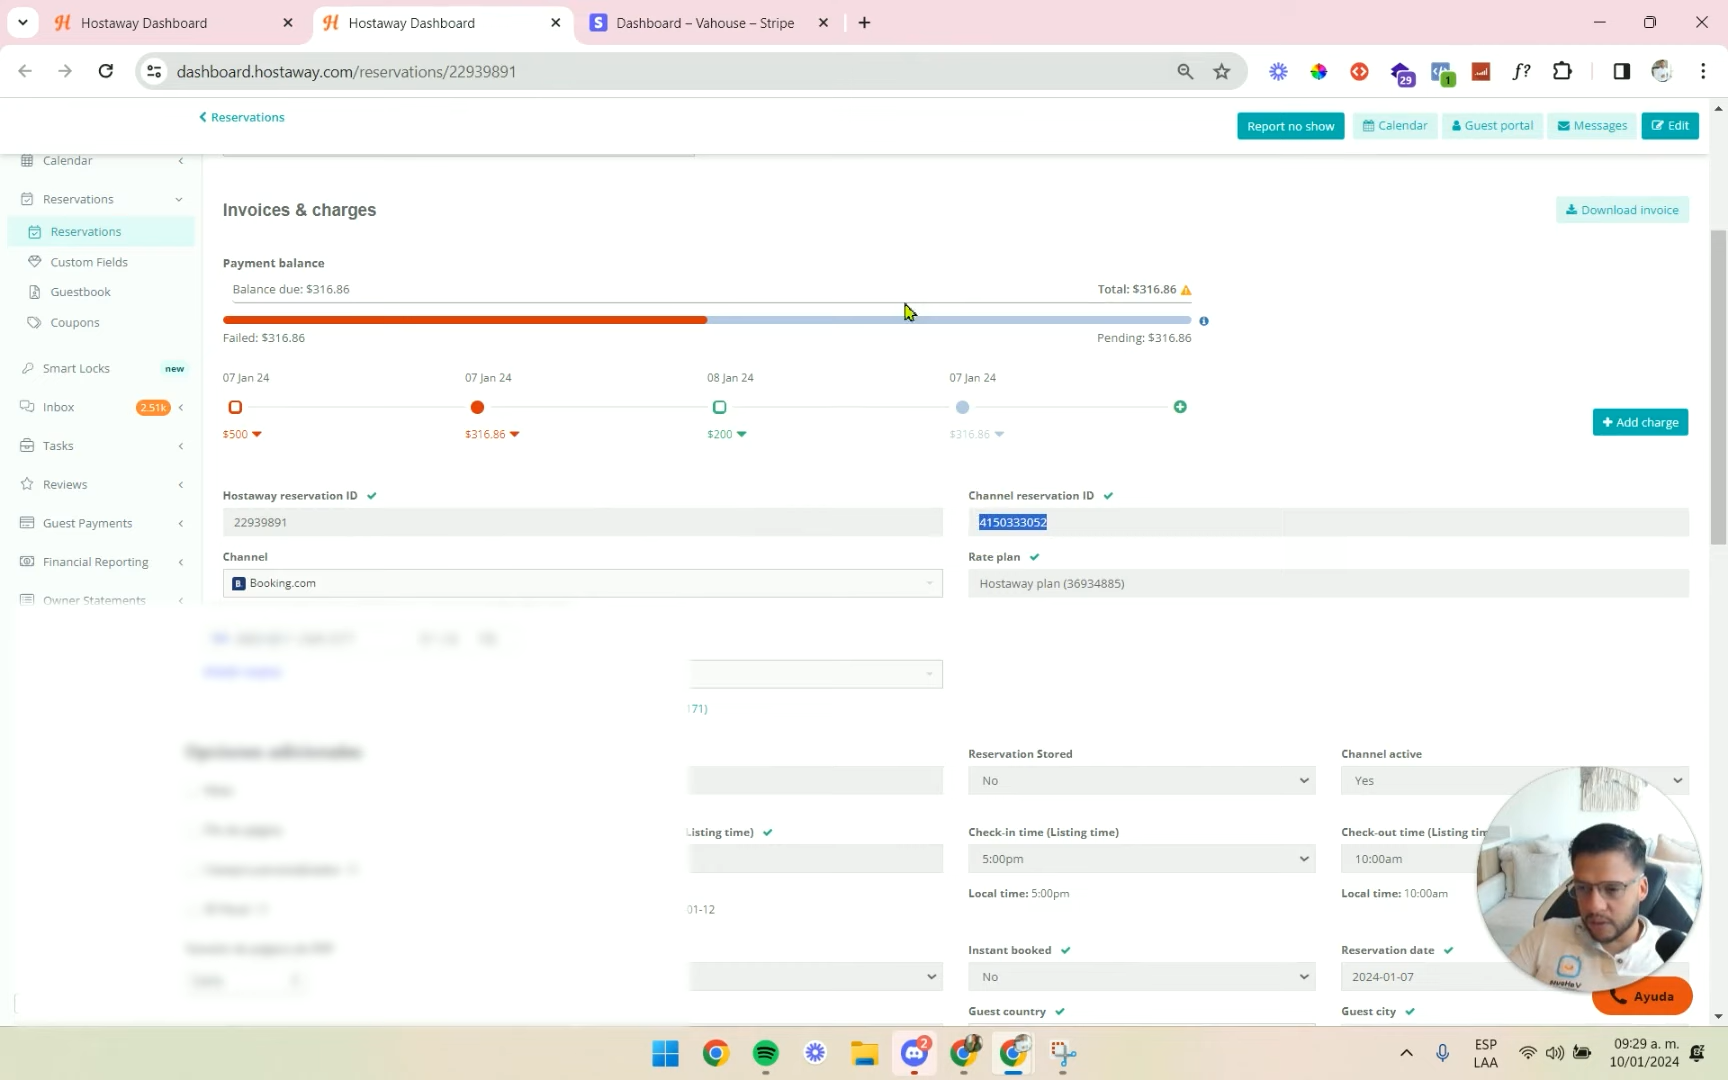 Hostaway Dashboard
Hostaway Dashboard
Dashboard – Vahouse – Stripe
dashboard.hostaway.com/reservations/22939891
29
1
f?
Reservations
Report no show
Calendar
Guest portal
Messages
Edit
Calendar
Reservations
Reservations
Custom Fields
Guestbook
Coupons
Smart Locks
new
Inbox
2.51k
Tasks
Reviews
Guest Payments
Financial Reporting
Owner Statements
Invoices & charges
Download invoice
Payment balance
Balance due: $316.86
Total: $316.86
Failed: $316.86
Pending: $316.86
07 Jan 24
07 Jan 24
08 Jan 24
07 Jan 24
$500
$316.86
$200
$316.86
Add charge
Hostaway reservation ID
Channel reservation ID
22939891
4150333052
Channel
Rate plan
Booking.com
Hostaway plan (36934885)
171)
Reservation Stored
Channel active
No
Yes
Listing time)
Check-in time (Listing time)
Check-out time (Listing
5:00pm
10:00am
Local time: 5:00pm
Local time: 10:00am
01-12
Instant booked
Reservation date
No
2024-01-07
Guest country
Guest city
Ayuda
2
ESP
LAA
09:29 a. m.
10/01/2024